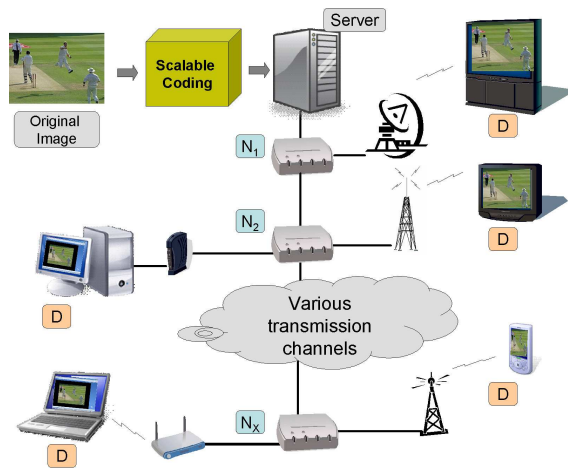 Server
Scalable
Coding
Original
Image
D
N1
N2
D
D
Various
transmission
channels
D
NX
D